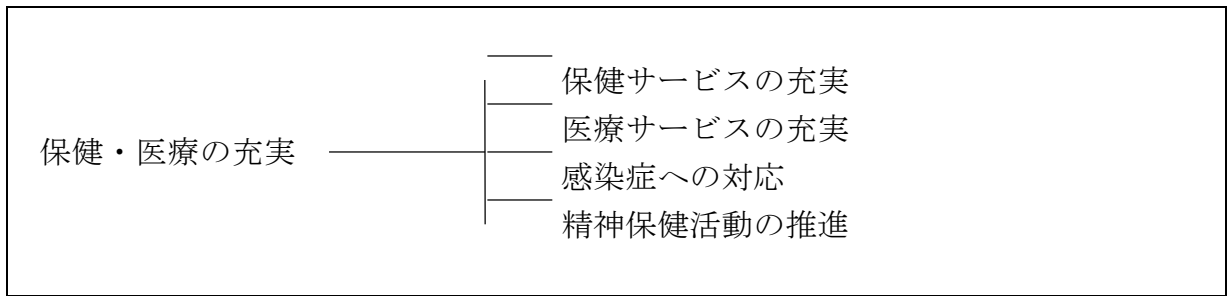 保健・医療の充実
保健サービスの充実
医療サービスの充実
感染症への対応
精神保健活動の推進